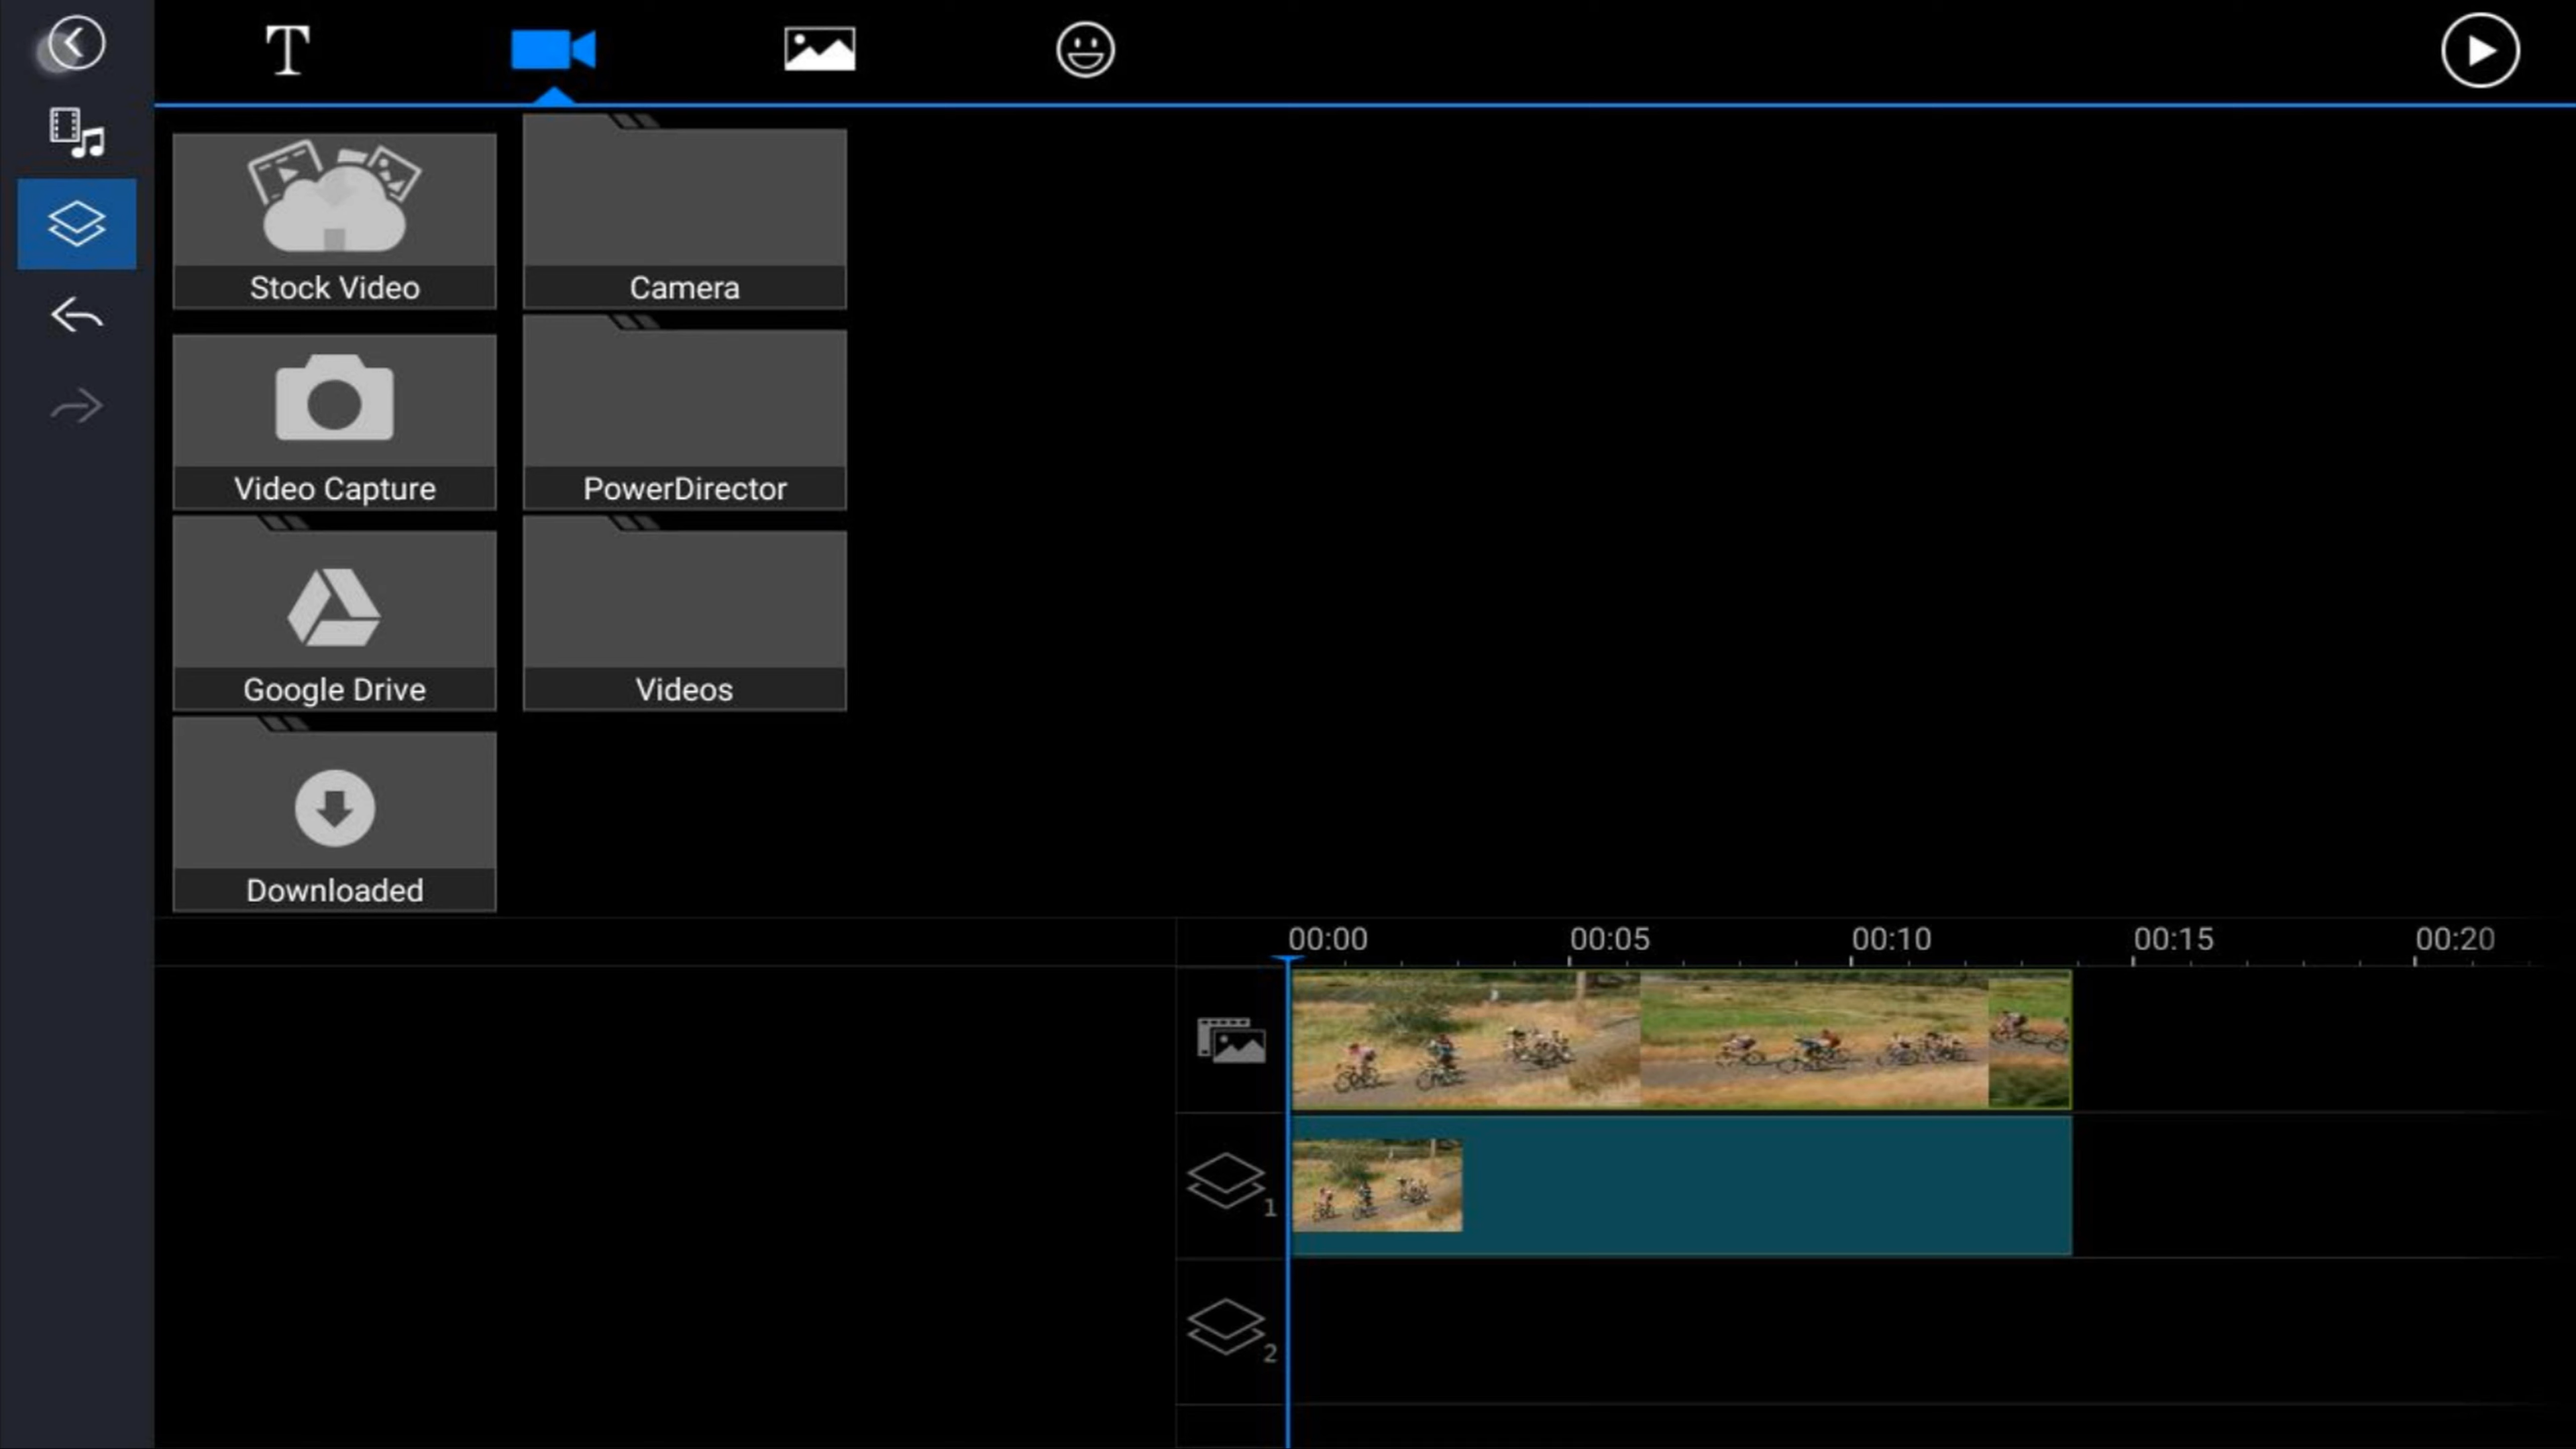 T
Stock Video
Camera
Video Capture
PowerDirector
Google Drive
Videos
Downloaded
00:00 00:05 00:10 00:15 00:20
1
2